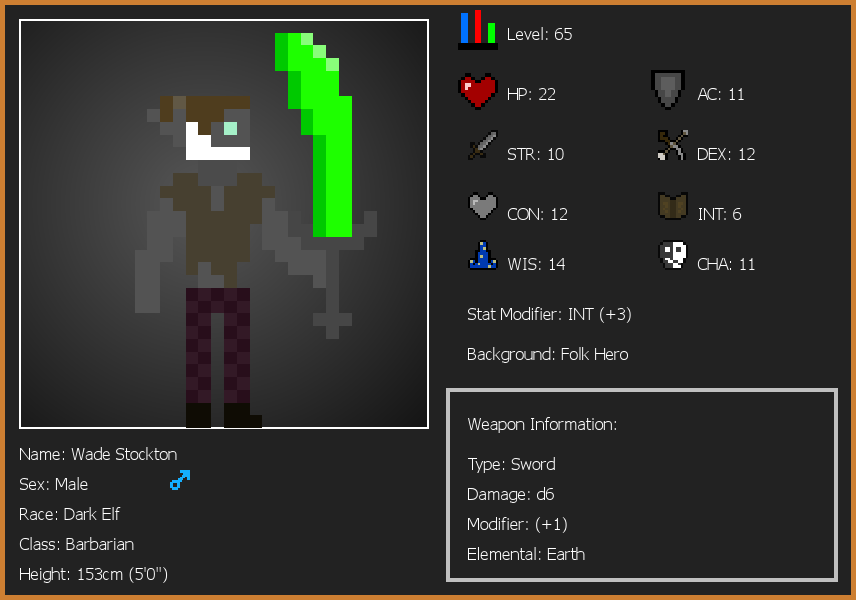 Level: 65
HP: 22
AC: 11
STR: 10
DEX: 12
CON: 12
INT: 6
WIS: 14
CHA: 11
Stat Modifier: INT (+3)
Background: Folk Hero
Weapon Information:
Type: Sword
Damage: d6
Modifier: (+1)
Elemental: Earth
Name: Wade Stockton
Sex: Male
Race: Dark Elf
Class: Barbarian
Height: 153cm (5'0")